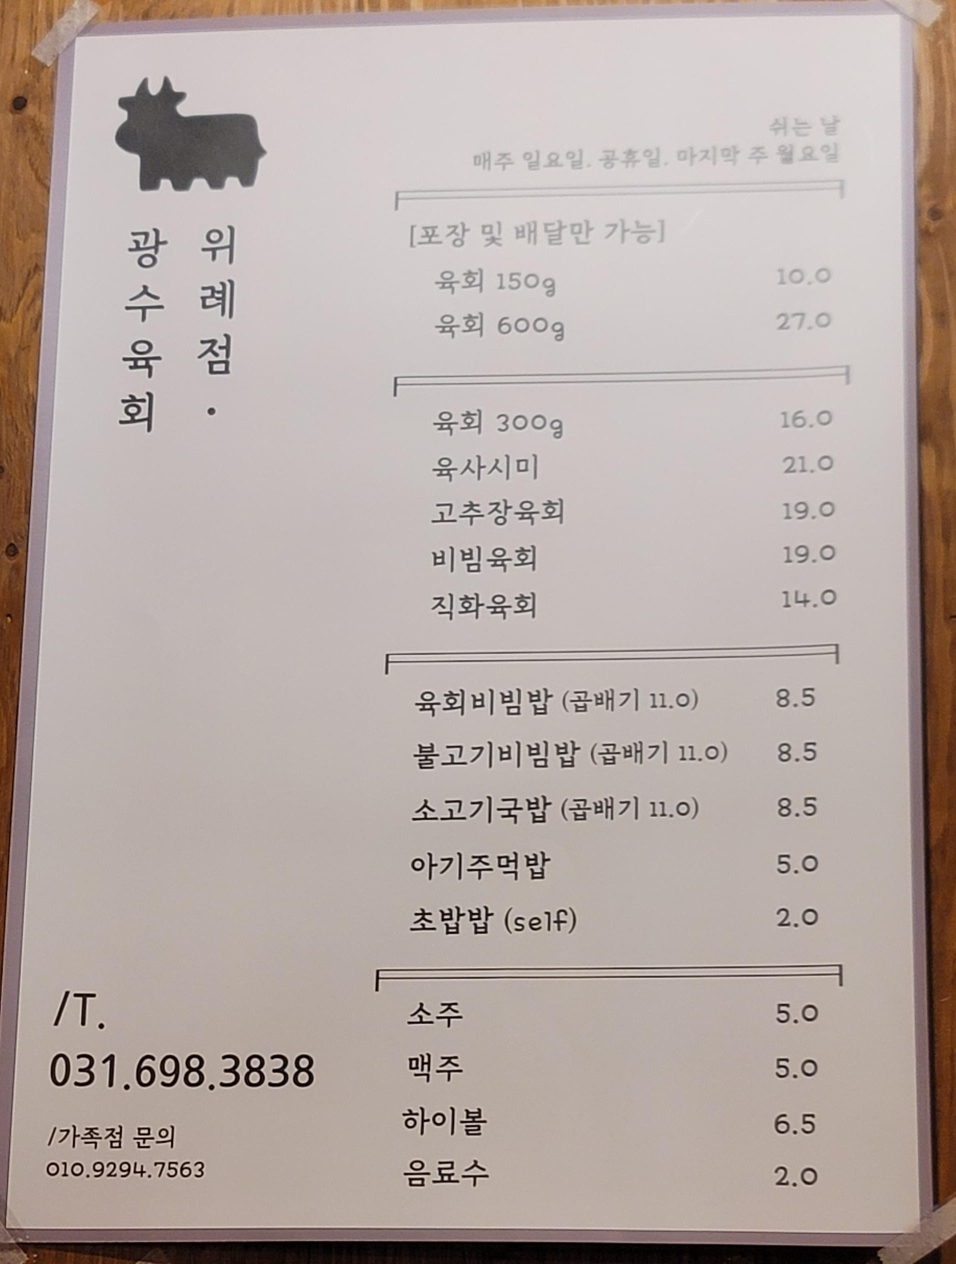 광수육회
위례점·
쉬는 날
매주 일요일. 공휴일. 마지막 주 월요일
[포장 및 배달만 가능]
육회 150g 10.0
육회 600g 27.0
육회 300g 16.0
육사시미 21.0
고추장육회 19.0
비빔육회 19.0
직화육회 14.0
육회비빔밥 (곱배기 11.0) 8.5
불고기비빔밥 (곱배기 11.0) 8.5
소고기국밥 (곱배기 11.0) 8.5
아기주먹밥 5.0
초밥밥 (self) 2.0
소주 5.0
맥주 5.0
하이볼 6.5
음료수 2.0
/T.
031.698.3838
/가족점 문의
010.9294.7563